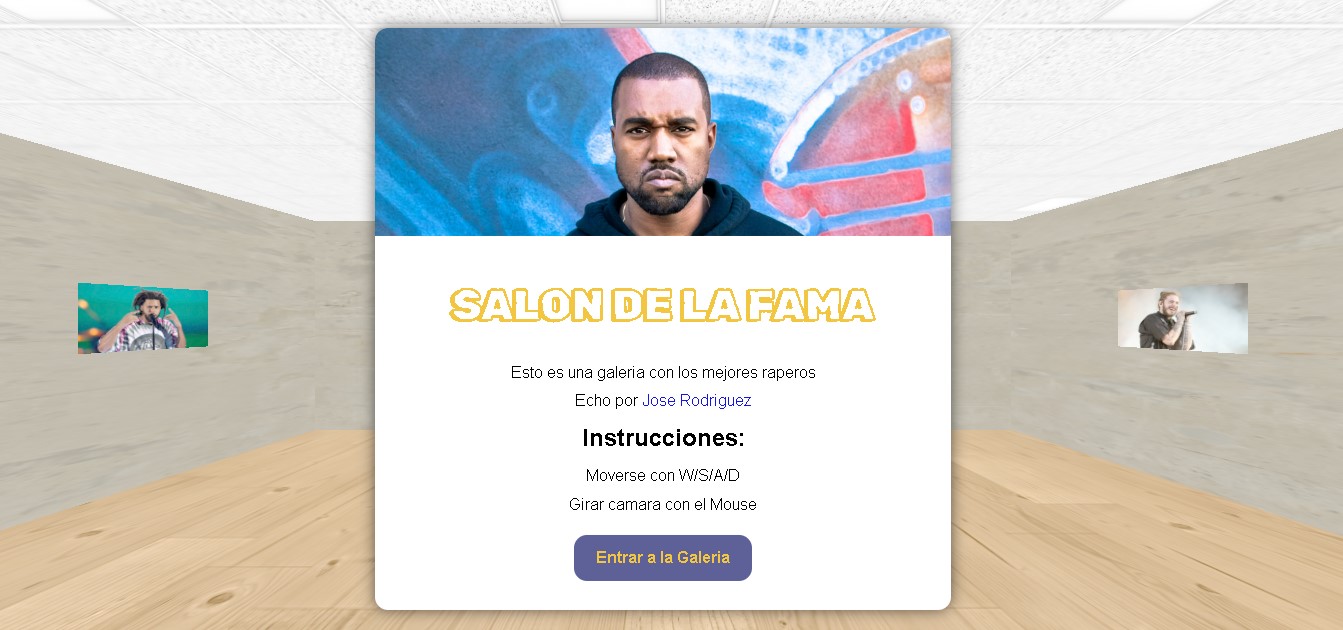 SALON DE LA FAMA
Esto es una galeria con los mejores raperos
Echo por Jose Rodriguez
Instrucciones:
Moverse con W/S/A/D
Girar camara con el Mouse
Entrar a la Galeria